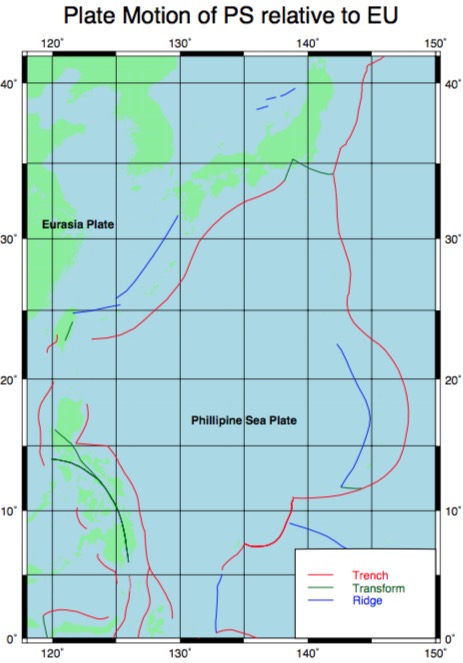 Plate Motion of PS relative to EU
120° 130° 140° 150°
40° 40°
Eurasia Plate
30° 30°
20° 20°
Phillipine Sea Plate
10° 10°
Trench
Transform
Ridge
0° 0°
120° 130° 140° 150°